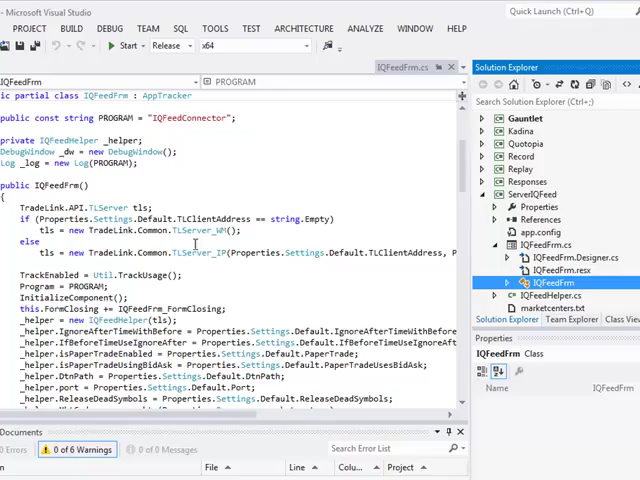 Microsoft Visual Studio
Quick Launch (Ctrl+Q)
PROJECT BUILD DEBUG TEAM SQL TOOLS TEST ARCHITECTURE ANALYZE WINDOW HELP
Start Release x64
IQFeedFrm.cs
IQFeedFrm PROGRAM
ic partial class IQFeedFrm : AppTracker
public const string PROGRAM = "IQFeedConnector";
private IQFeedHelper _helper;
DebugWindow _dw = new DebugWindow();
Log _log = new Log(PROGRAM);
public IQFeedFrm()
{
TradeLink.API.TLServer tls;
if (Properties.Settings.Default.TLClientAddress == string.Empty)
tls = new TradeLink.Common.TLServer_WM();
else
tls = new TradeLink.Common.TLServer_IP(Properties.Settings.Default.TLClientAddress, P
TrackEnabled = Util.TrackUsage();
Program = PROGRAM;
InitializeComponent();
this.FormClosing += IQFeedFrm_FormClosing;
_helper = new IQFeedHelper(tls);
_helper.IgnoreAfterTimeWithBefore = Properties.Settings.Default.IgnoreAfterTimeWithBefore
_helper.IfBeforeTimeUseIgnoreAfter = Properties.Settings.Default.IfBeforeTimeUseIgnoreAf
_helper.isPaperTradeEnabled = Properties.Settings.Default.PaperTrade;
_helper.isPaperTradeUsingBidAsk = Properties.Settings.Default.PaperTradeUsesBidAsk;
_helper.DtnPath = Properties.Settings.Default.DtnPath;
_helper.port = Properties.Settings.Default.Port;
_helper.ReleaseDeadSymbols = Properties.Settings.Default.ReleaseDeadSymbols;
Documents
Errors 0 of 6 Warnings 0 of 0 Messages
Search Error List
File Line Colu... Project
Solution Explorer
Search Solution Explorer (Ctrl+;)
Gauntlet
Kadina
Quotopia
Record
Replay
Responses
ServerIQFeed
Properties
References
app.config
IQFeedFrm.cs
IQFeedFrm.Designer.cs
IQFeedFrm.resx
IQFeedFrm
IQFeedHelper.cs
marketcenters.txt
Solution Explorer Team Explorer Class View
Properties
IQFeedFrm Class
Name IQFeedFrm